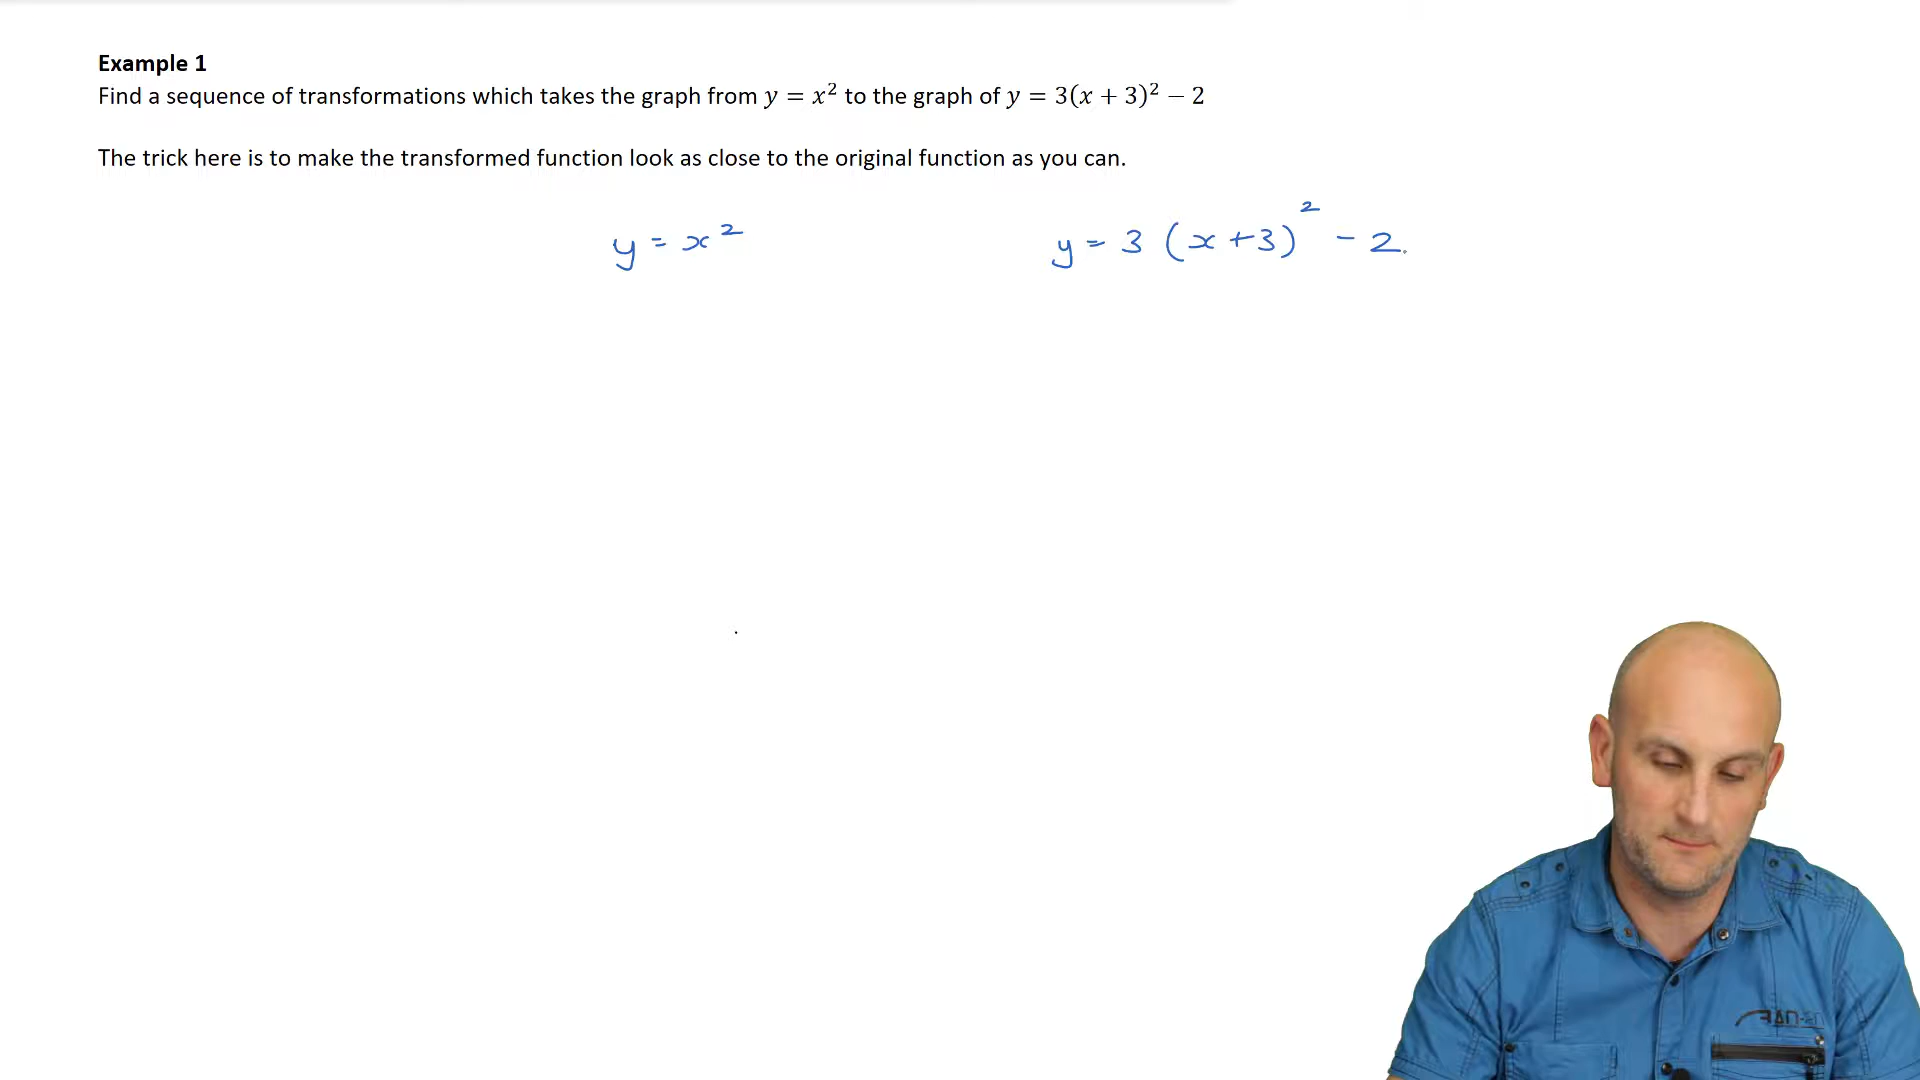 Example 1
Find a sequence of transformations which takes the graph from y = x² to the graph of y = 3(x + 3)² − 2
The trick here is to make the transformed function look as close to the original function as you can.
y = x² y = 3 (x + 3)² − 2.